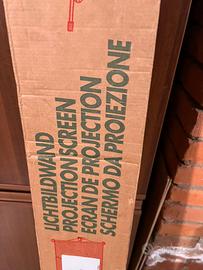 LICHTBILDWAND
PROJECTION SCREEN
ECRAN DE PROJECTION
SCHERMO DA PROIEZIONE